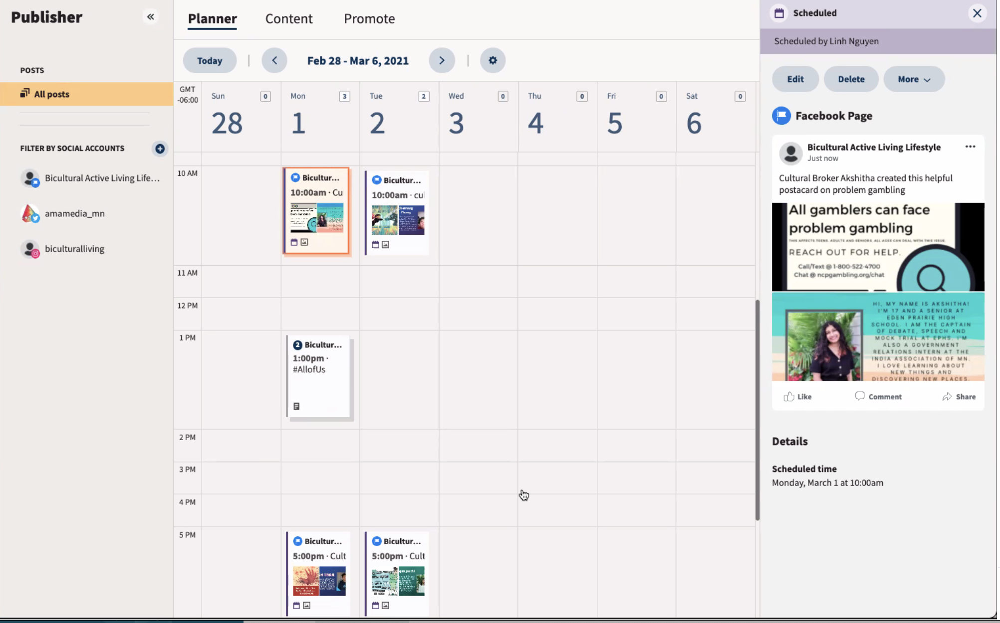 Publisher
«
POSTS
All posts
FILTER BY SOCIAL ACCOUNTS
Bicultural Active Living Life...
amamedia_mn
biculturalliving
Planner
Content
Promote
Today
Feb 28 - Mar 6, 2021
GMT
-06:00
Sun 0
28
Mon 3
1
Tue 2
2
Wed 0
3
Thu 0
4
Fri 0
5
Sat 0
6
10 AM
Bicultur...
10:00am · Cu
Bicultur...
10:00am · cul
11 AM
12 PM
1 PM
2 Bicultur...
1:00pm ·
#AllofUs
2 PM
3 PM
4 PM
5 PM
Bicultur...
5:00pm · Cult
Bicultur...
5:00pm · Cult
Scheduled
Scheduled by Linh Nguyen
Edit
Delete
More
Facebook Page
Bicultural Active Living Lifestyle
Just now
Cultural Broker Akshitha created this helpful
postacard on problem gambling
All gamblers can face
problem gambling
THIS AFFECTS TEENS, ADULTS AND SENIORS. ALL AGES CAN DEAL WITH THIS ISSUE.
REACH OUT FOR HELP.
Call/Text @ 1-800-522-4700
Chat @ ncpgambling.org/chat
HI, MY NAME IS AKSHITHA!
I'M 17 AND A SENIOR AT
EDEN PRAIRIE HIGH
SCHOOL. I AM THE CAPTAIN
OF DEBATE, SPEECH AND
MOCK TRIAL AT EPHS. I'M
ALSO A GOVERNMENT
RELATIONS INTERN AT THE
INDIA ASSOCIATION OF MN.
I LOVE LEARNING ABOUT
NEW THINGS AND
DISCOVERING NEW PLACES.
Like
Comment
Share
Details
Scheduled time
Monday, March 1 at 10:00am